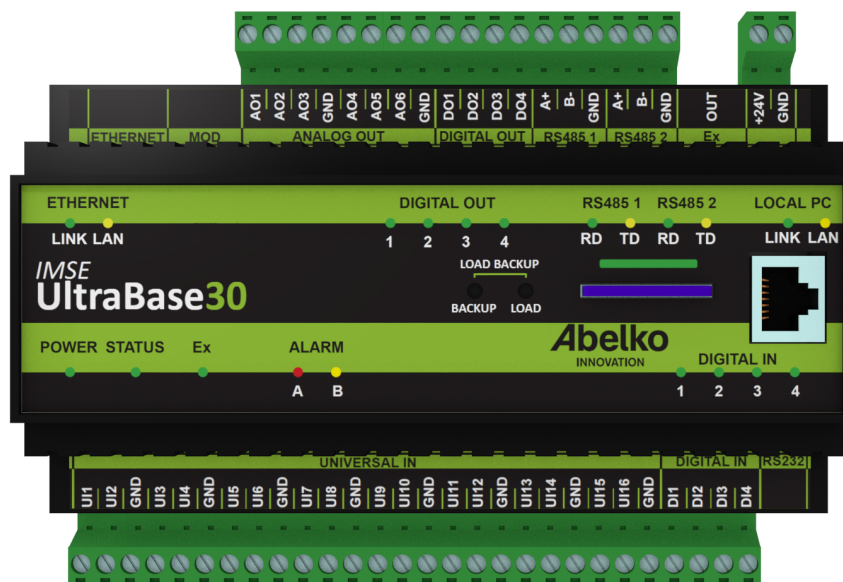 AO1 AO2 AO3 GND AO4 AO5 AO6 GND DO1 DO2 DO3 DO4 A+ B- GND A+ B- GND OUT +24V GND
ETHERNET MOD ANALOG OUT DIGITAL OUT RS485 1 RS485 2 Ex
ETHERNET DIGITAL OUT RS485 1 RS485 2 LOCAL PC
LINK LAN 1 2 3 4 RD TD RD TD LINK LAN
IMSE LOAD BACKUP
UltraBase30
BACKUP LOAD
Abelko
INNOVATION
POWER STATUS Ex ALARM DIGITAL IN
A B 1 2 3 4
UNIVERSAL IN DIGITAL IN RS232
UI1 UI2 GND UI3 UI4 GND UI5 UI6 GND UI7 UI8 GND UI9 UI10 GND UI11 UI12 GND UI13 UI14 GND UI15 UI16 GND DI1 DI2 DI3 DI4